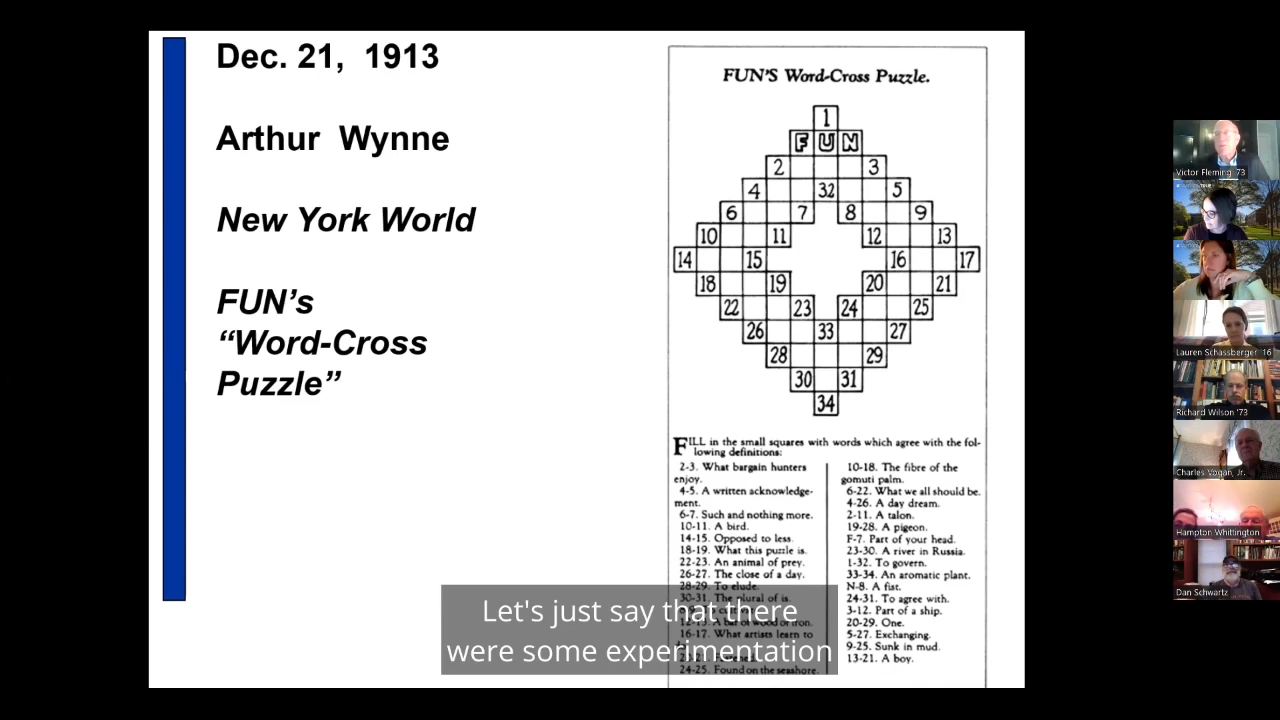 Dec. 21, 1913
Arthur Wynne
New York World
FUN's
“Word-Cross
Puzzle”
FUN'S Word-Cross Puzzle.
1
F U N
2 3
4 32 5
6 7 8 9
10 11 12 13
14 15 16 17
18 19 20 21
22 23 24 25
26 33 27
28 29
30 31
34
FILL in the small squares with words which agree with the fol-
lowing definitions:
2-3. What bargain hunters
enjoy.
4-5. A written acknowledge-
ment.
6-7. Such and nothing more.
10-11. A bird.
14-15. Opposed to less.
18-19. What this puzzle is.
22-23. An animal of prey.
26-27. The close of a day.
28-29. To elude.
30-31. The plural of is.
12-13. A bar of wood or iron.
16-17. What artists learn to
24-25. Found on the seashore.
10-18. The fibre of the
gomuti palm.
6-22. What we all should be.
4-26. A day dream.
2-11. A talon.
19-28. A pigeon.
F-7. Part of your head.
23-30. A river in Russia.
1-32. To govern.
33-34. An aromatic plant.
N-8. A fist.
24-31. To agree with.
3-12. Part of a ship.
20-29. One.
5-27. Exchanging.
9-25. Sunk in mud.
13-21. A boy.
Let's just say that there
were some experimentation
Victor Fleming '73
Lauren Schassberger '16
Richard Wilson '73
Charles Vogan, Jr.
Hampton Whittington
Dan Schwartz